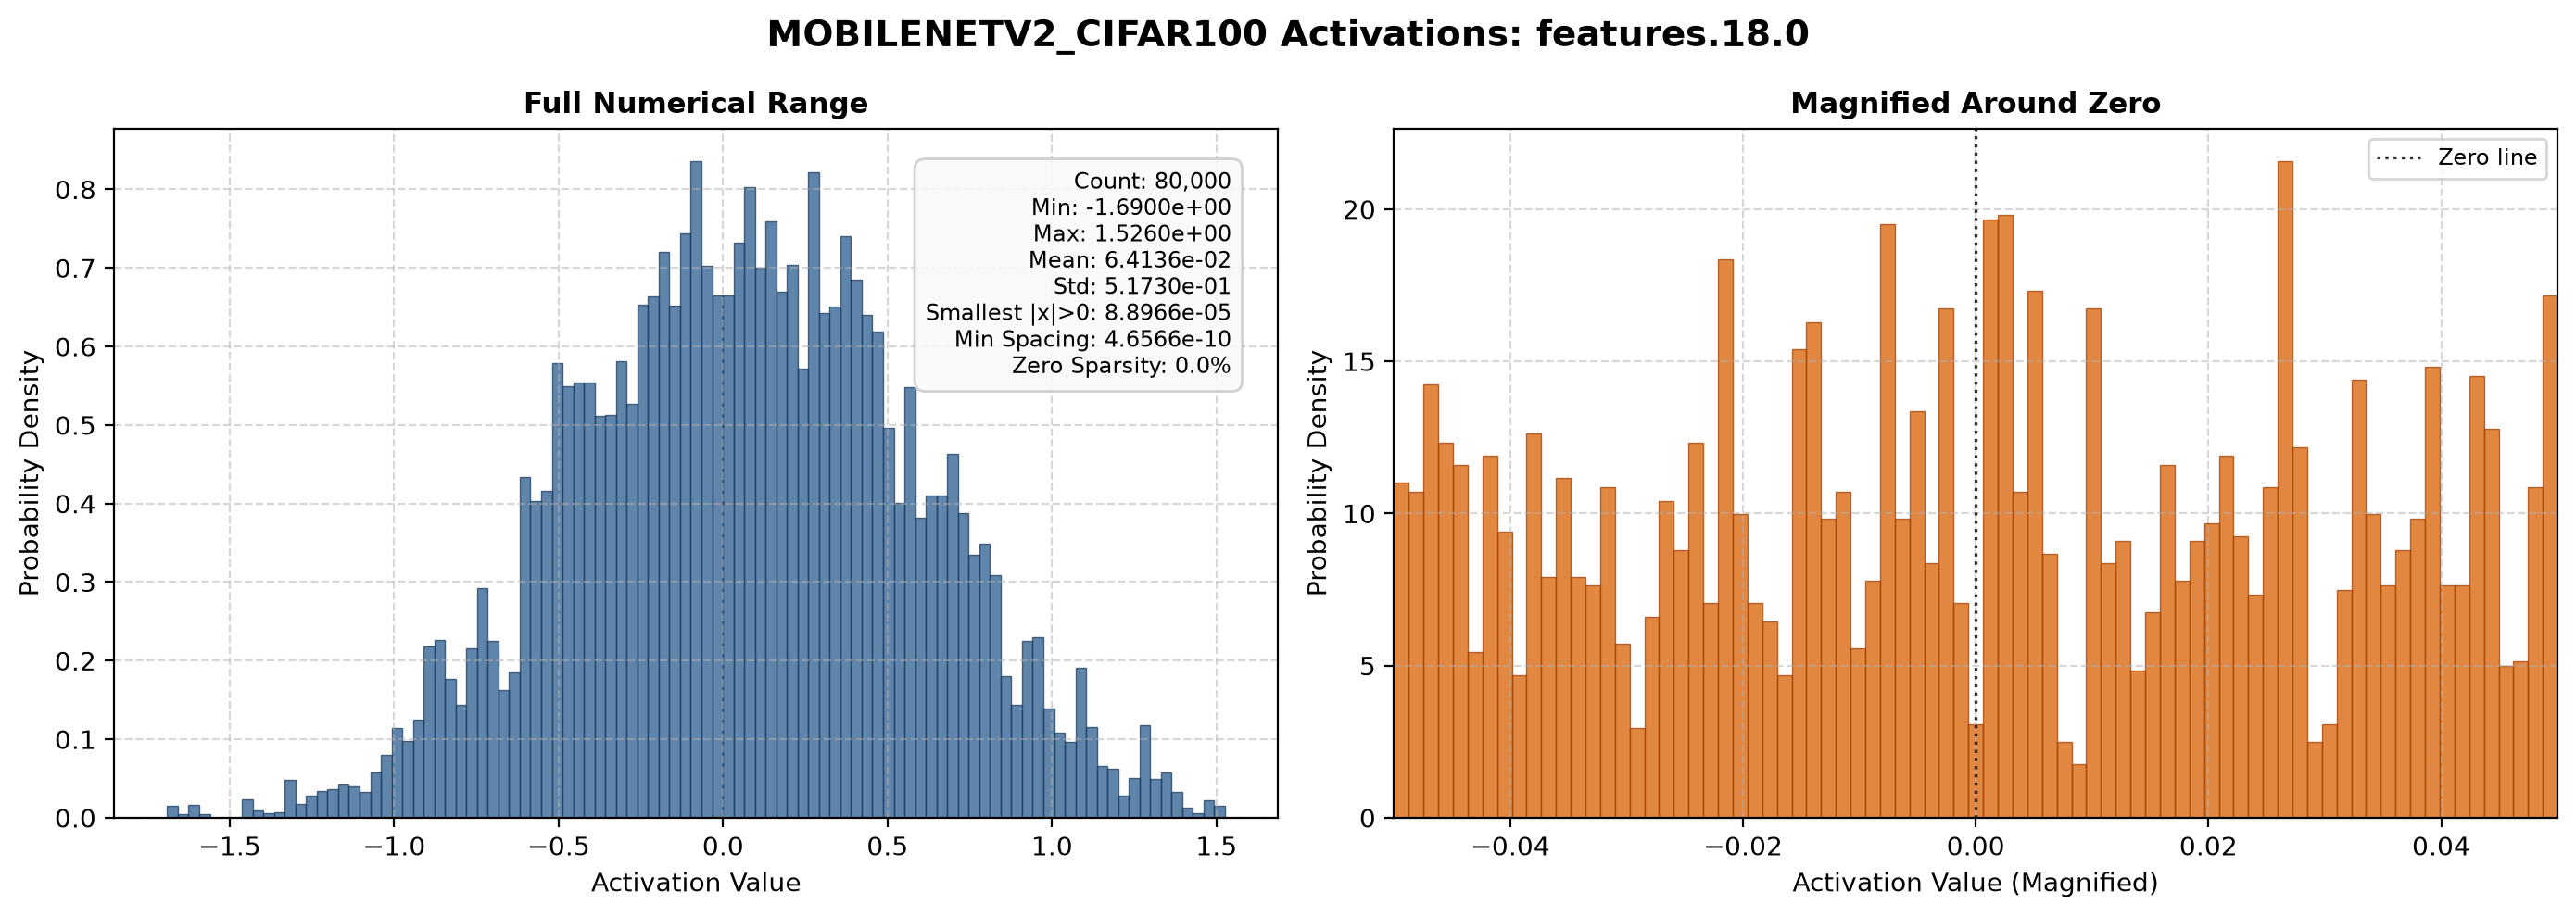 MOBILENETV2_CIFAR100 Activations: features.18.0
Full Numerical Range
Probability Density
0.8
0.7
0.6
0.5
0.4
0.3
0.2
0.1
0.0
Count: 80,000
Min: -1.6900e+00
Max: 1.5260e+00
Mean: 6.4136e-02
Std: 5.1730e-01
Smallest |x|>0: 8.8966e-05
Min Spacing: 4.6566e-10
Zero Sparsity: 0.0%
−1.5 −1.0 −0.5 0.0 0.5 1.0 1.5
Activation Value
Magnified Around Zero
Probability Density
20
15
10
5
0
Zero line
−0.04 −0.02 0.00 0.02 0.04
Activation Value (Magnified)